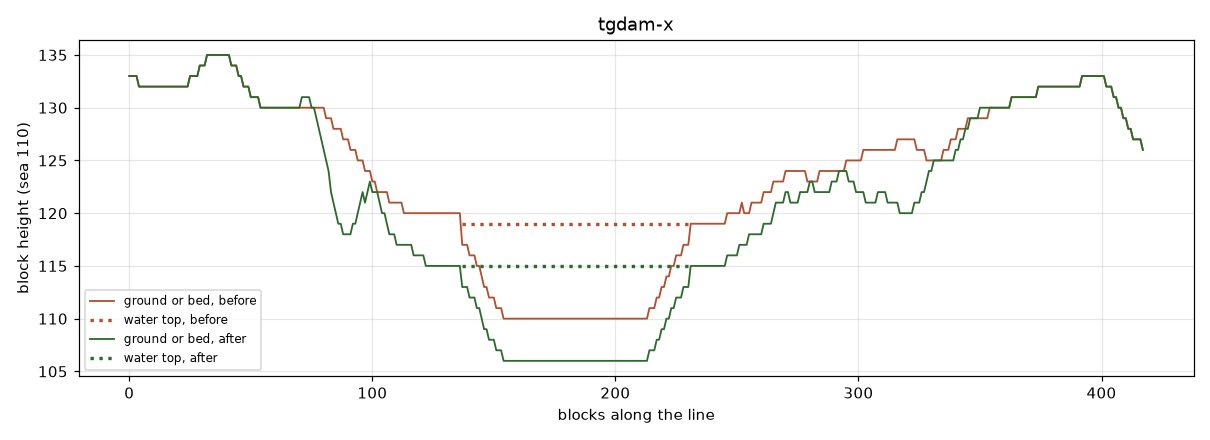 tgdam-x
135
130
125
120
115
110
105
block height (sea 110)
ground or bed, before
water top, before
ground or bed, after
water top, after
0
100
200
300
400
blocks along the line